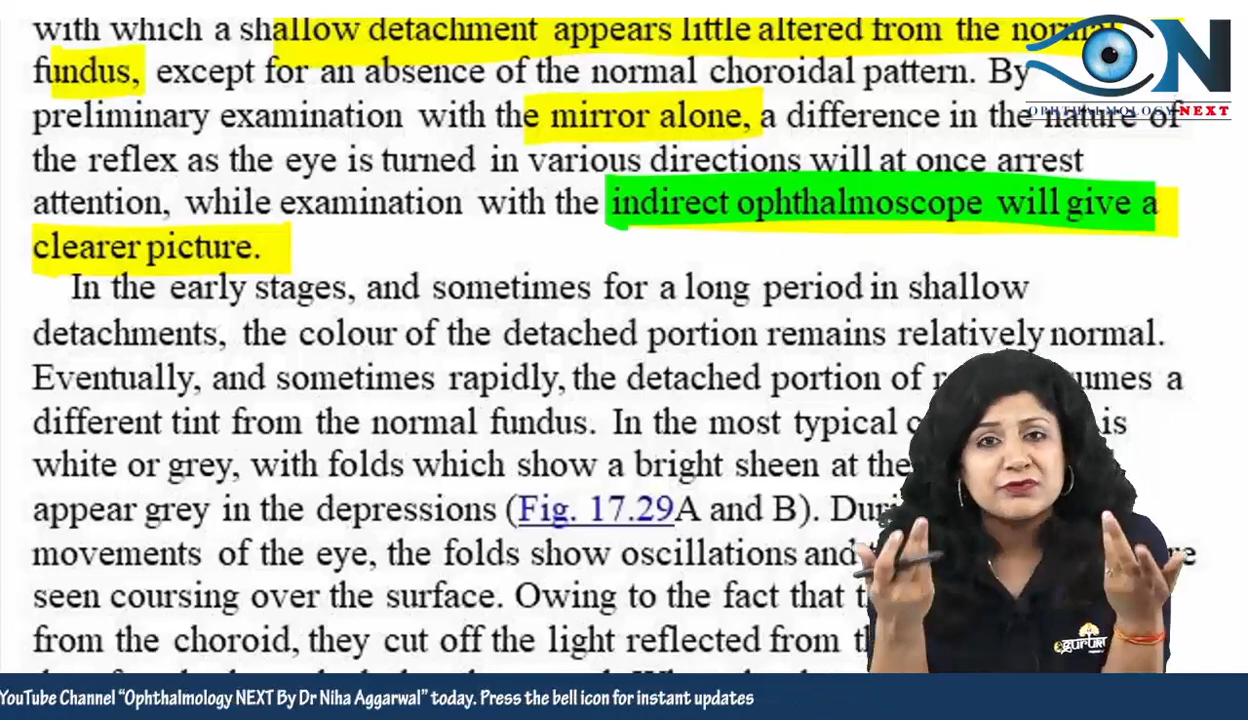 with which a shallow detachment appears little altered from the normal
fundus, except for an absence of the normal choroidal pattern. By
preliminary examination with the mirror alone, a difference in the nature of
the reflex as the eye is turned in various directions will at once arrest
attention, while examination with the indirect ophthalmoscope will give a
clearer picture.
In the early stages, and sometimes for a long period in shallow
detachments, the colour of the detached portion remains relatively normal.
Eventually, and sometimes rapidly, the detached portion of umes a
different tint from the normal fundus. In the most typical is
white or grey, with folds which show a bright sheen at the
appear grey in the depressions (Fig. 17.29A and B).
movements of the eye, the folds show oscillations and
seen coursing over the surface. Owing to the fact that
from the choroid, they cut off the light reflected from
ON
OPHTHALMOLOGY NEXT
egurukul
YouTube Channel “Ophthalmology NEXT By Dr Niha Aggarwal” today. Press the bell icon for instant updates